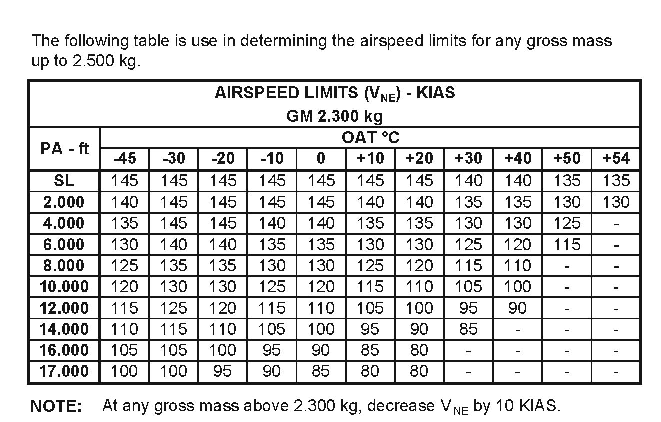 The following table is use in determining the airspeed limits for any gross mass
up to 2.500 kg.
AIRSPEED LIMITS (VNE) - KIAS
GM 2.300 kg
PA - ft
OAT °C
-45 -30 -20 -10 0 +10 +20 +30 +40 +50 +54
SL 145 145 145 145 145 145 145 140 140 135 135
2.000 140 145 145 145 145 140 140 135 135 130 130
4.000 135 145 145 140 140 135 135 130 130 125 -
6.000 130 140 140 135 135 130 130 125 120 115 -
8.000 125 135 135 130 130 125 120 115 110 - -
10.000 120 130 130 125 120 115 110 105 100 - -
12.000 115 125 120 115 110 105 100 95 90 - -
14.000 110 115 110 105 100 95 90 85 - - -
16.000 105 105 100 95 90 85 80 - - - -
17.000 100 100 95 90 85 80 80 - - - -
NOTE: At any gross mass above 2.300 kg, decrease VNE by 10 KIAS.